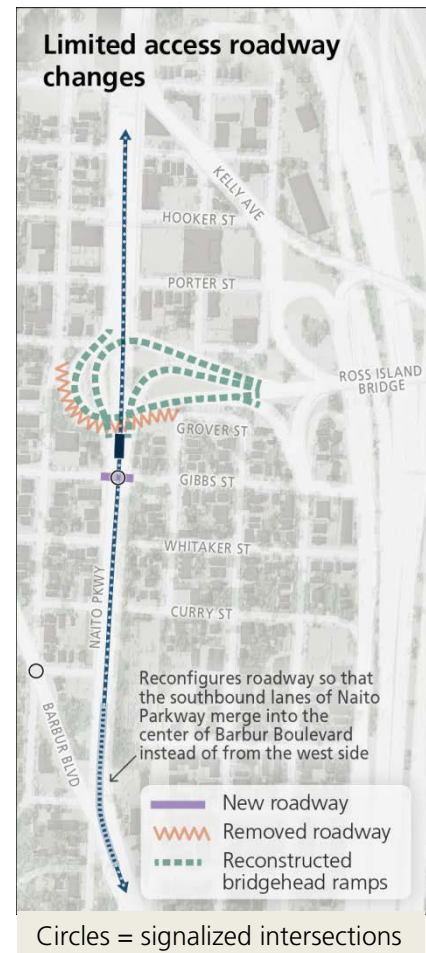 Limited access roadway
changes
KELLY AVE
HOOKER ST
PORTER ST
ROSS ISLAND
BRIDGE
GROVER ST
GIBBS ST
WHITAKER ST
NAITO PKWY
CURRY ST
BARBUR BLVD
Reconfigures roadway so that
the southbound lanes of Naito
Parkway merge into the
center of Barbur Boulevard
instead of from the west side
New roadway
Removed roadway
Reconstructed
bridgehead ramps
Circles = signalized intersections